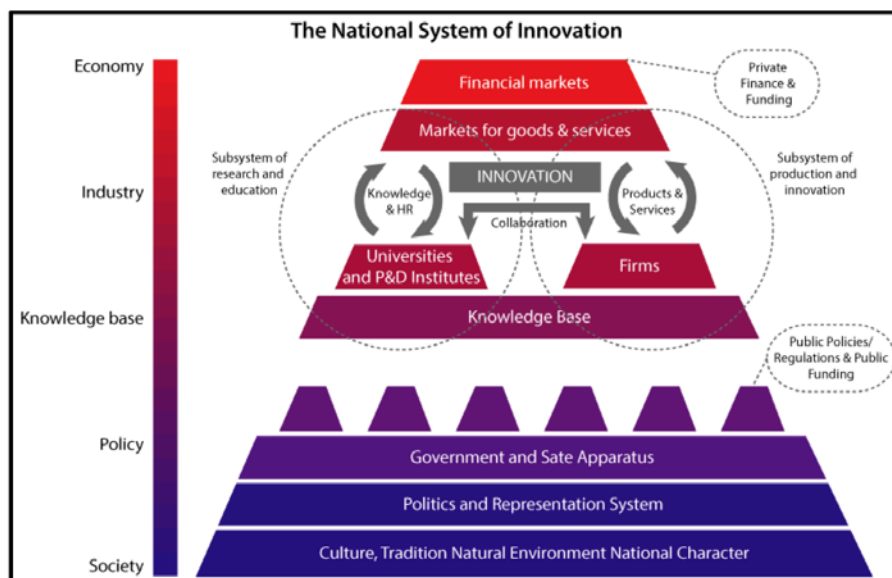 The National System of Innovation
Economy
Financial markets
Private
Finance &
Funding
Markets for goods & services
Subsystem of
research and
education
Subsystem of
production and
innovation
Industry
INNOVATION
Knowledge
& HR
Products &
Services
Collaboration
Universities
and P&D Institutes
Firms
Knowledge base
Knowledge Base
Public Policies/
Regulations & Public
Funding
Policy
Government and Sate Apparatus
Politics and Representation System
Culture, Tradition Natural Environment National Character
Society